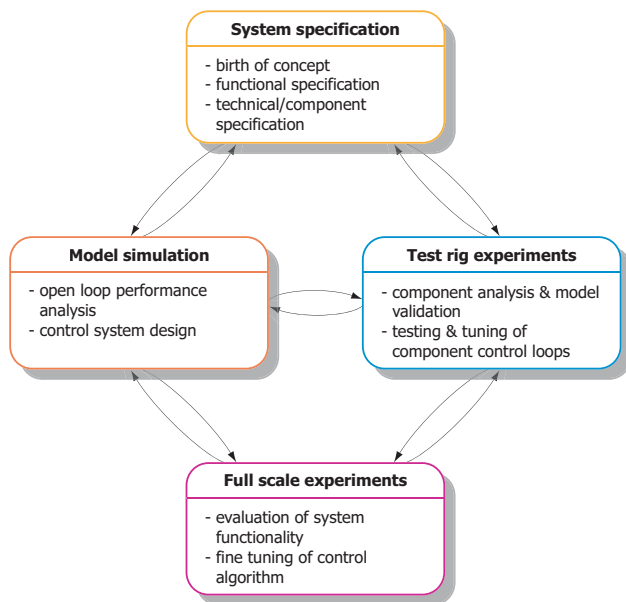 System specification
- birth of concept
- functional specification
- technical/component
specification
Model simulation
- open loop performance
analysis
- control system design
Test rig experiments
- component analysis & model
validation
- testing & tuning of
component control loops
Full scale experiments
- evaluation of system
functionality
- fine tuning of control
algorithm